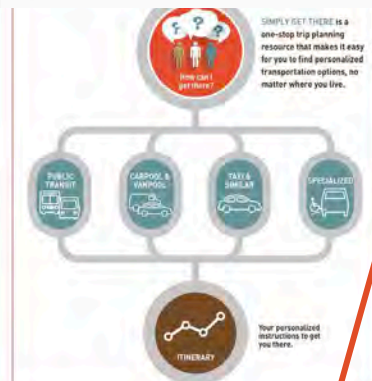 SIMPLY GET THERE is a
one-stop trip planning
resource that makes it easy
for you to find personalized
transportation options, no
matter where you live.
? ? ?
How can I
get there?
PUBLIC
TRANSIT
CARPOOL &
VANPOOL
TAXI &
SIMILAR
SPECIALIZED
Your personalized
instructions to get
you there.
ITINERARY